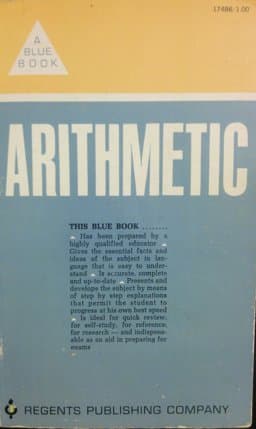 17486-1.00
A
BLUE
BOOK
ARITHMETIC
THIS BLUE BOOK ........
▲ Has been prepared by a
highly qualified educator ▲
Gives the essential facts and
ideas of the subject in lan-
guage that is easy to under-
stand ▲ Is accurate, complete
and up-to-date ▲ Presents and
develops the subject by means
of step by step explanations
that permit the student to
progress at his own best speed
▲ Is ideal for quick review,
for self-study, for reference,
for research — and indispens-
able as an aid in preparing for
exams
REGENTS PUBLISHING COMPANY